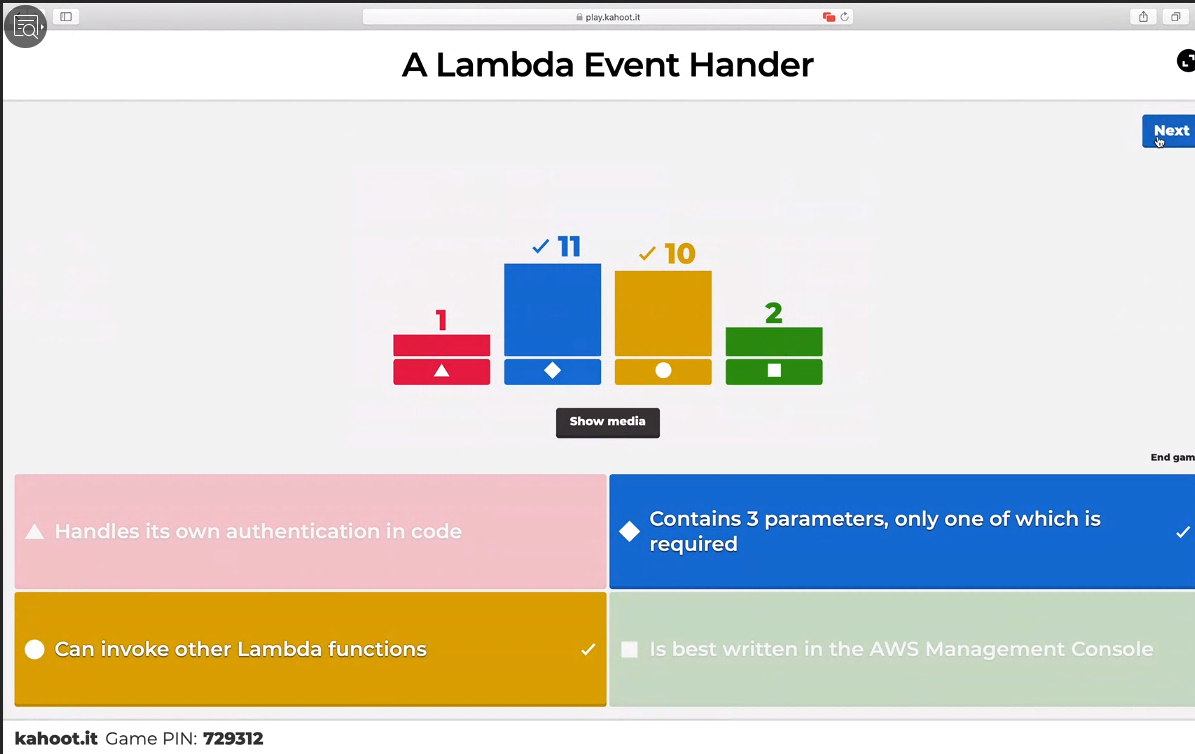 play.kahoot.it
A Lambda Event Hander
Next
11
10
1
2
Show media
End gam
Handles its own authentication in code
Contains 3 parameters, only one of which is
required
Can invoke other Lambda functions
Is best written in the AWS Management Console
kahoot.it Game PIN: 729312